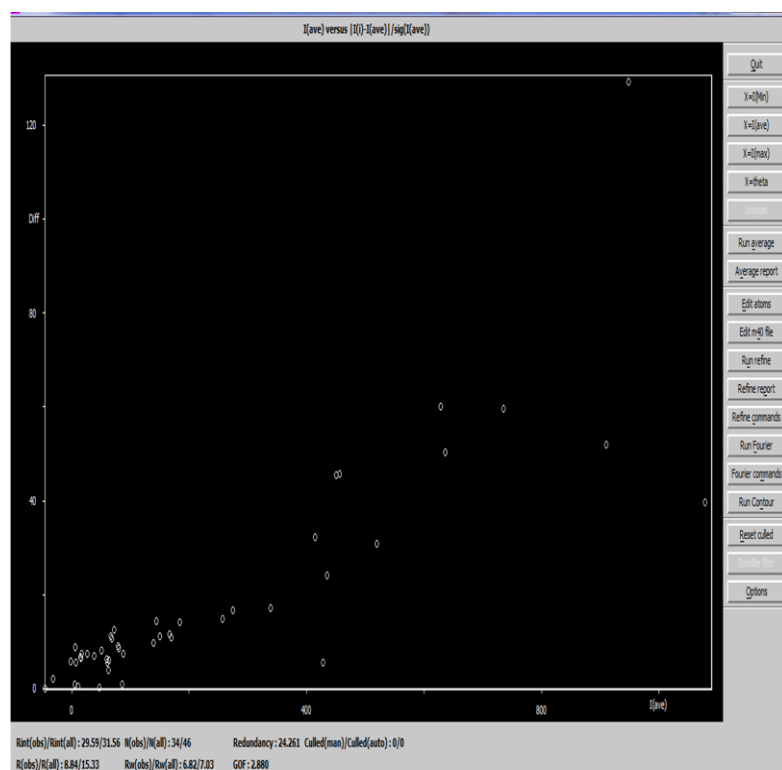 I(ave) versus |I(i)-I(ave)|/sig(I(ave))
Quit
X=I(Min)
X=I(ave)
X=I(max)
X=theta
Unzoom
Run average
Average report
Edit atoms
Edit m40 file
Run refine
Refine report
Refine commands
Run Fourier
Fourier commands
Run Contour
Reset culled
Satellite filter
Options
120
Diff
80
40
0
0 400 800 I(ave)
Rint(obs)/Rint(all) : 29.59/31.56 N(obs)/N(all) : 34/46 Redundancy : 24.261 Culled(man)/Culled(auto) : 0/0
R(obs)/R(all) : 8.84/15.33 Rw(obs)/Rw(all) : 6.82/7.03 GOF : 2.880